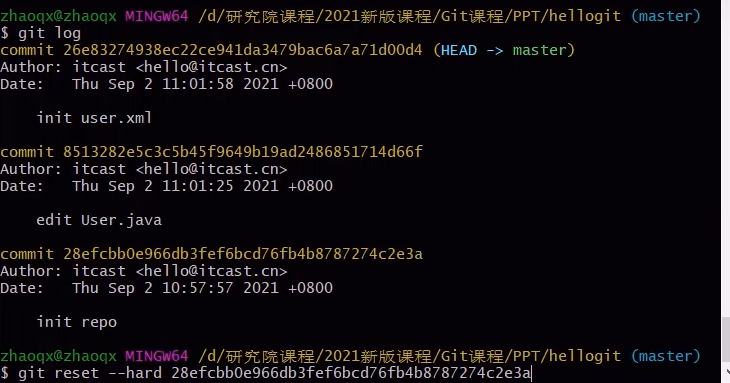 zhaoqx@zhaoqx MINGW64 /d/研究院课程/2021新版课程/Git课程/PPT/hellogit (master)
$ git log
commit 26e83274938ec22ce941da3479bac6a7a71d00d4 (HEAD -> master)
Author: itcast <hello@itcast.cn>
Date:   Thu Sep 2 11:01:58 2021 +0800
    init user.xml
commit 8513282e5c3c5b45f9649b19ad2486851714d66f
Author: itcast <hello@itcast.cn>
Date:   Thu Sep 2 11:01:25 2021 +0800
    edit User.java
commit 28efcbb0e966db3fef6bcd76fb4b8787274c2e3a
Author: itcast <hello@itcast.cn>
Date:   Thu Sep 2 10:57:57 2021 +0800
    init repo
zhaoqx@zhaoqx MINGW64 /d/研究院课程/2021新版课程/Git课程/PPT/hellogit (master)
$ git reset --hard 28efcbb0e966db3fef6bcd76fb4b8787274c2e3a